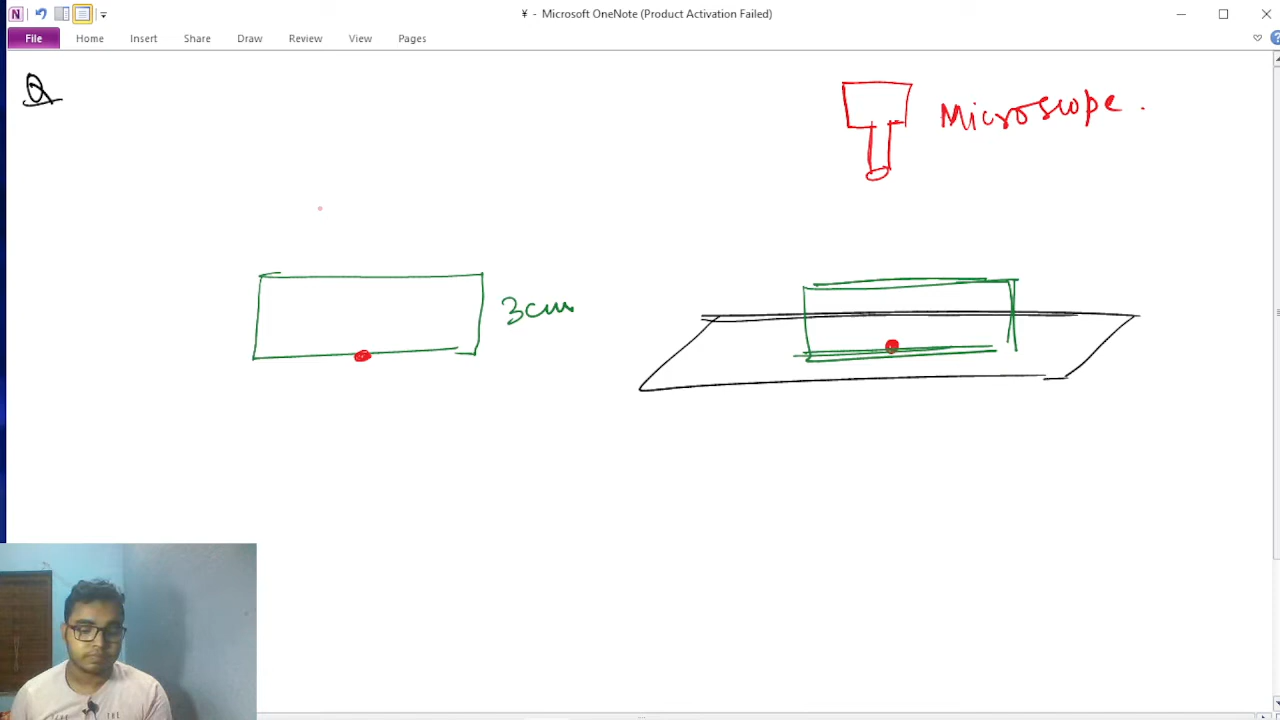 ¥ - Microsoft OneNote (Product Activation Failed)
File Home Insert Share Draw Review View Pages
Q
Microscope.
3cm